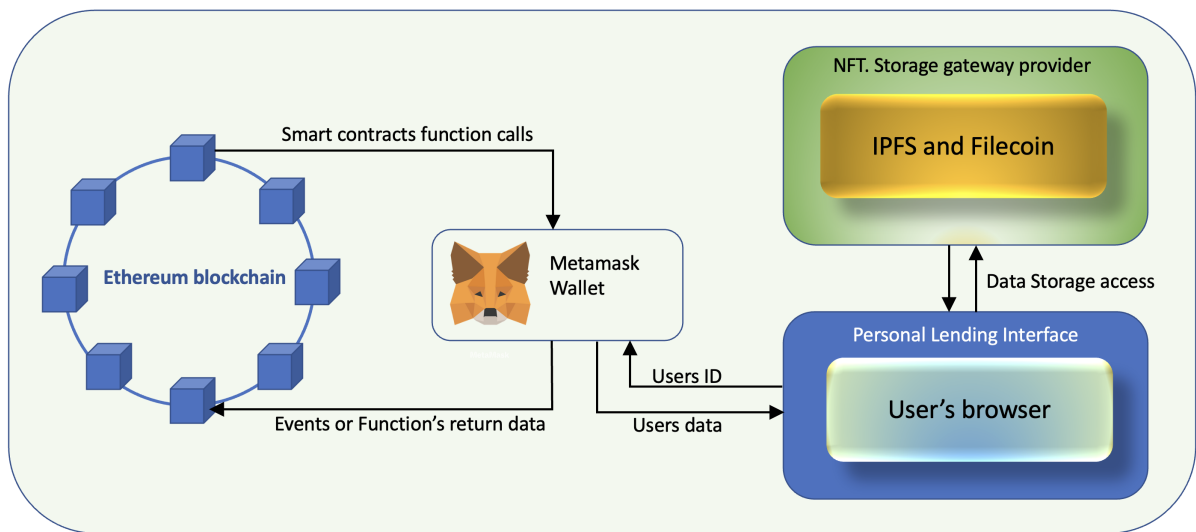 NFT. Storage gateway provider
IPFS and Filecoin
Smart contracts function calls
Ethereum blockchain
Metamask
Wallet
Data Storage access
Personal Lending Interface
User’s browser
Users ID
Users data
Events or Function’s return data